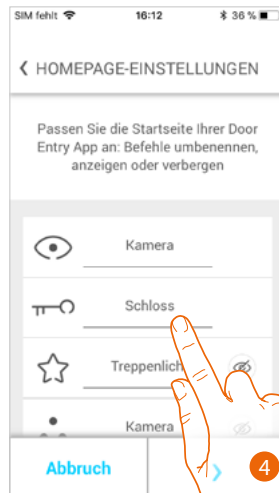 SIM fehlt 16:12 36 %
HOMEPAGE-EINSTELLUNGEN
Passen Sie die Startseite Ihrer Door
Entry App an: Befehle umbenennen,
anzeigen oder verbergen
Kamera
Schloss
Treppenlich
Kamera
Abbruch
4